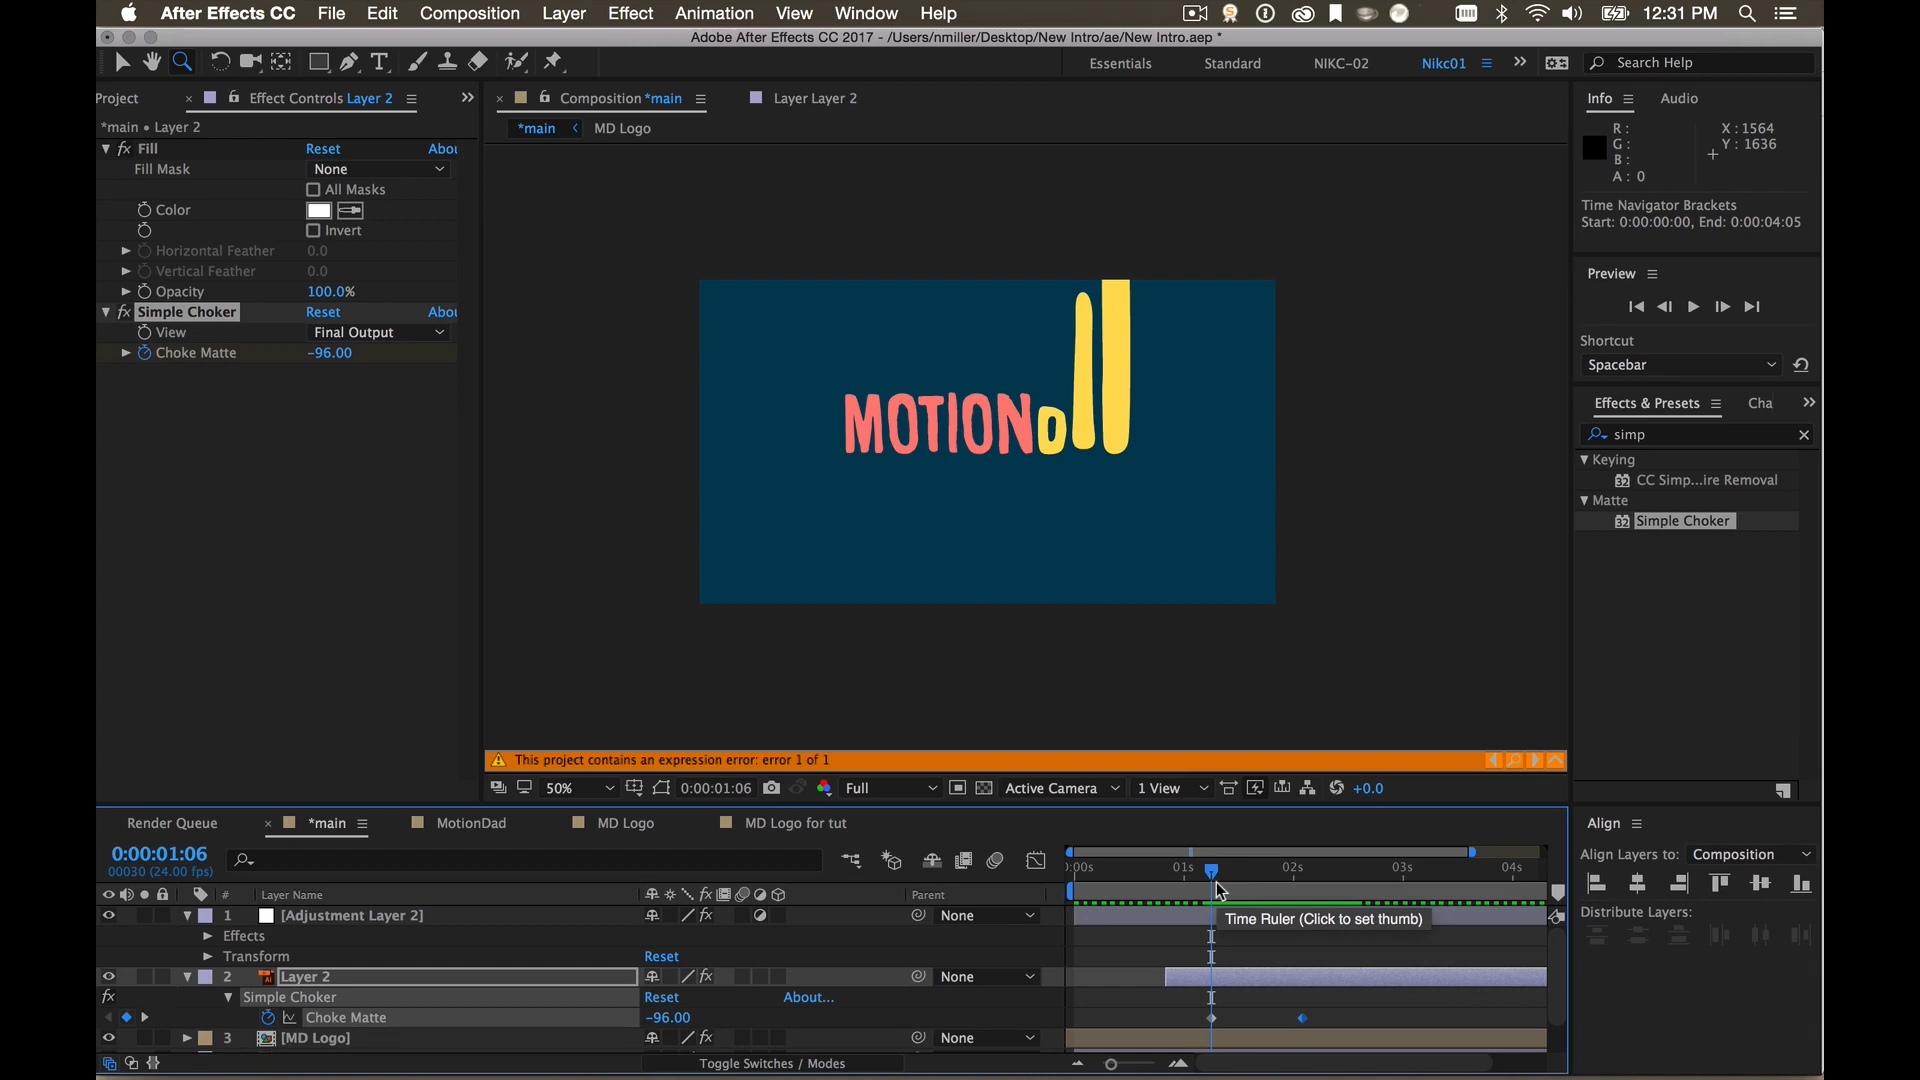 After Effects CC File Edit Composition Layer Effect Animation View Window Help 12:31 PM
Adobe After Effects CC 2017 - /Users/nmiller/Desktop/New Intro/ae/New Intro.aep *
Essentials Standard NIKC-02 Nikc01 Search Help
Project Effect Controls Layer 2
Composition *main Layer Layer 2
Info Audio
*main • Layer 2
*main MD Logo
R: X: 1564
G: Y: 1636
B:
A: 0
Fill Reset Abou
Fill Mask None
All Masks
Color
Invert
Horizontal Feather 0.0
Vertical Feather 0.0
Opacity 100.0%
Simple Choker Reset Abou
View Final Output
Choke Matte -96.00
MOTION
D
Time Navigator Brackets
Start: 0:00:00:00, End: 0:00:04:05
Preview
Shortcut
Spacebar
Effects & Presets Cha
simp
Keying
CC Simp...ire Removal
Matte
Simple Choker
This project contains an expression error: error 1 of 1
50% 0:00:01:06 Full Active Camera 1 View +0.0
Render Queue *main MotionDad MD Logo MD Logo for tut
0:00:01:06
00030 (24.00 fps)
):00s 01s 02s 03s 04s
# Layer Name Parent
1 [Adjustment Layer 2] None
Time Ruler (Click to set thumb)
Effects
Transform Reset
2 Layer 2 None
Simple Choker Reset About...
Choke Matte -96.00
3 [MD Logo] None
Toggle Switches / Modes
Align
Align Layers to: Composition
Distribute Layers: